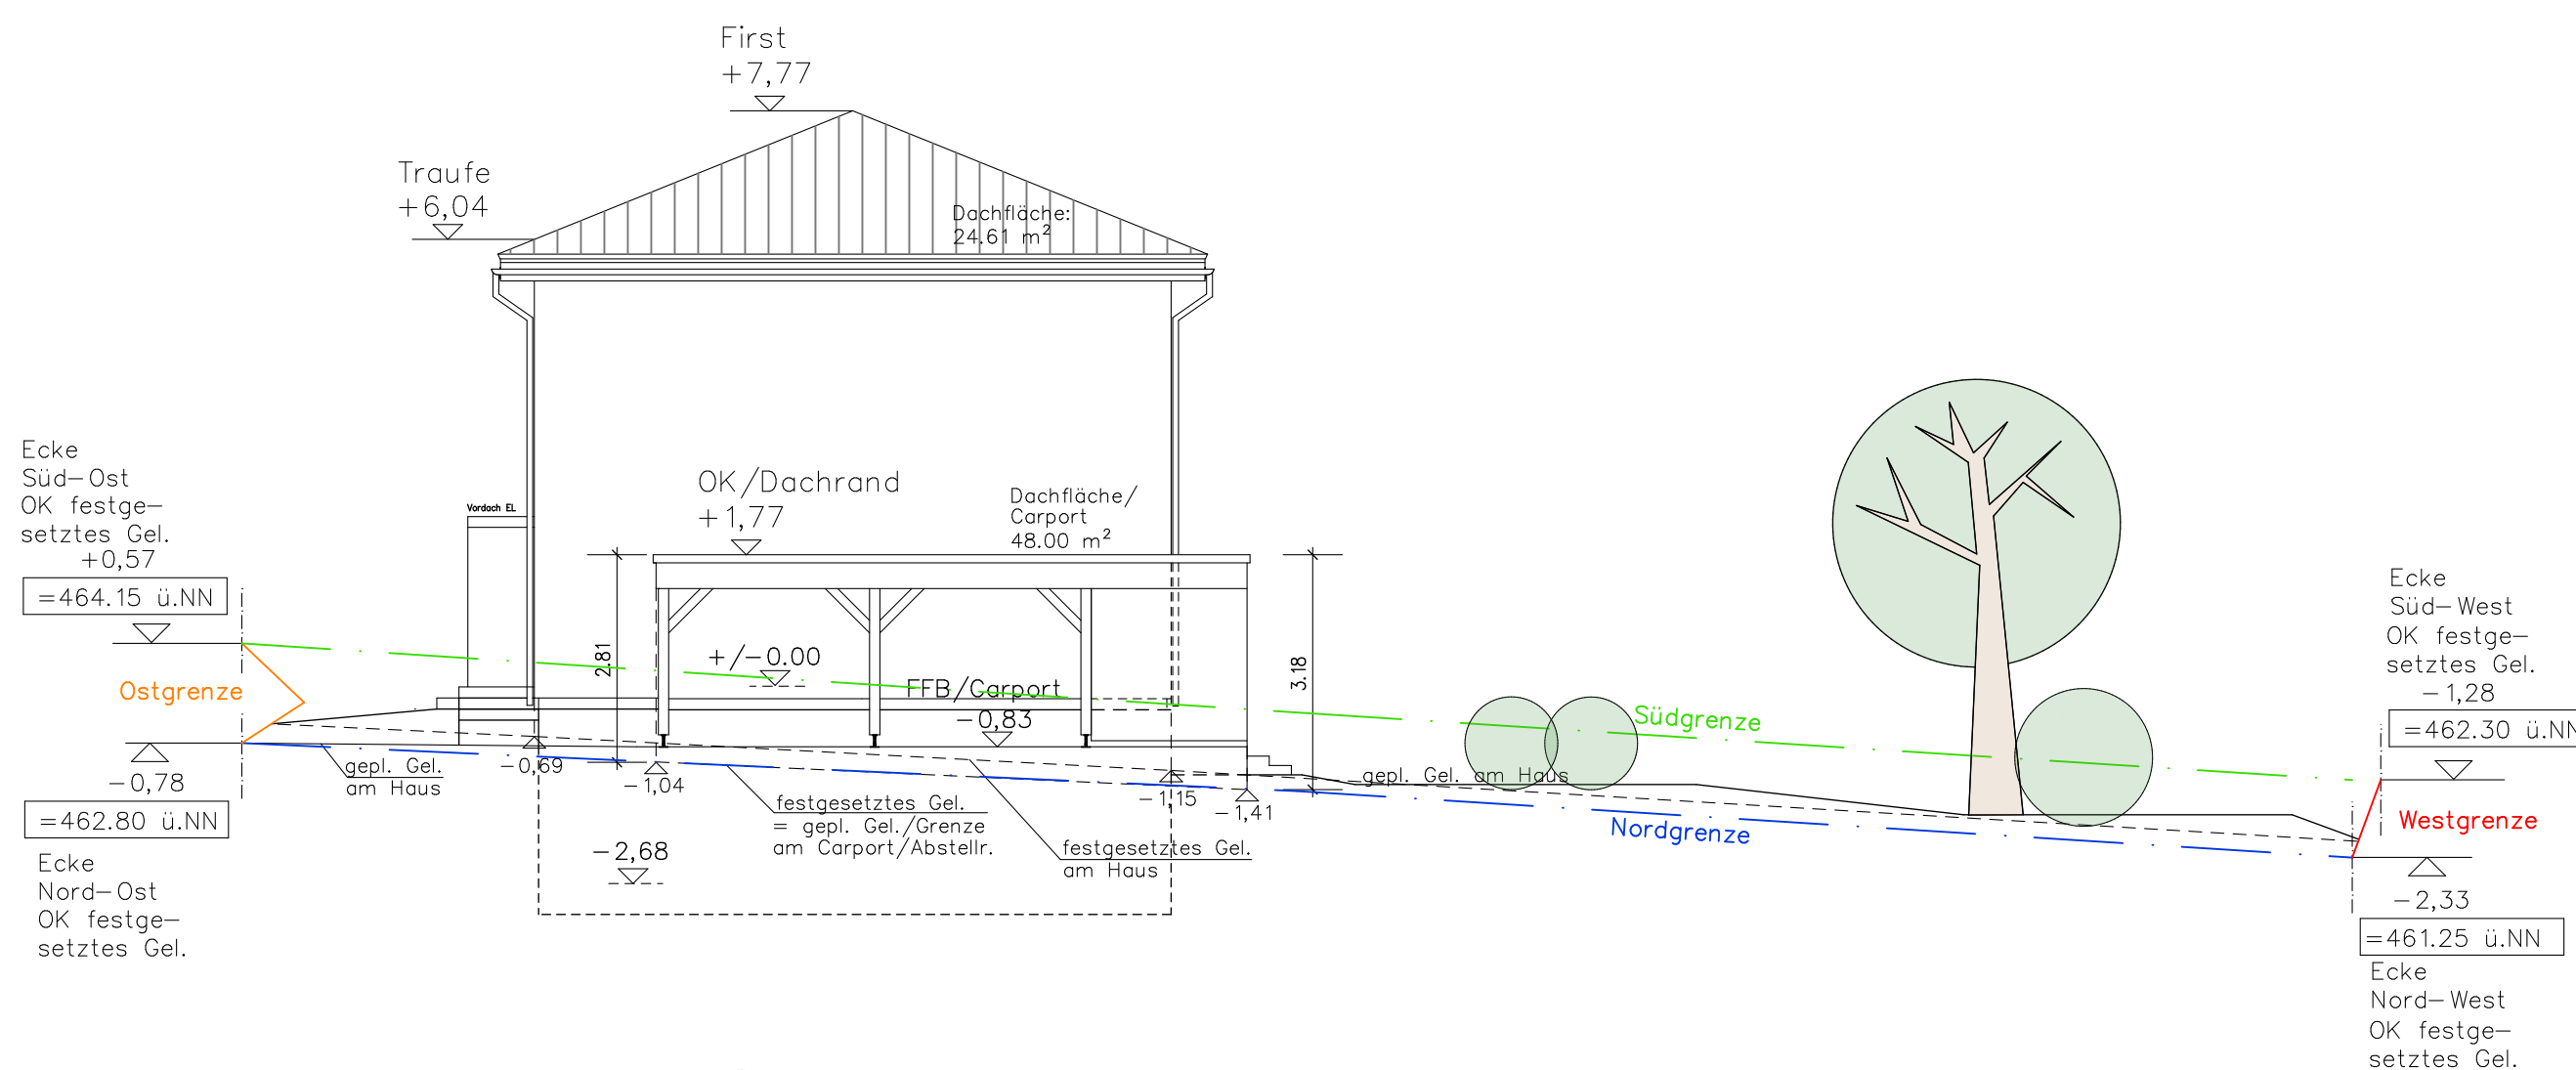 First
+7,77
Traufe
+6,04
Dachfläche:
24.61 m²
Ecke
Süd-Ost
OK festge-
setztes Gel.
+0,57
=464.15 ü.NN
Ostgrenze
-0,78
=462.80 ü.NN
Ecke
Nord-Ost
OK festge-
setztes Gel.
Vordach EL
OK/Dachrand
+1,77
Dachfläche/
Carport
48.00 m²
2.81
+/-0.00
FFB/Carport
-0,83
3.18
gepl. Gel.
am Haus
-0,69
-1,04
festgesetztes Gel.
= gepl. Gel./Grenze
am Carport/Abstellr.
-2,68
festgesetztes Gel.
am Haus
-1,15
-1,41
gepl. Gel. am Haus
Südgrenze
Nordgrenze
Ecke
Süd-West
OK festge-
setztes Gel.
-1,28
=462.30 ü.NN
Westgrenze
-2,33
=461.25 ü.NN
Ecke
Nord-West
OK festge-
setztes Gel.